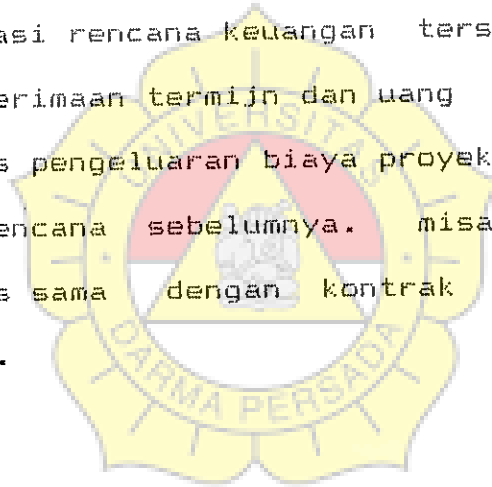 asi rencana keuangan ters
erimaan termijn dan uang
s pengeluaran biaya proyek
encana sebelumnya. misa
s sama dengan kontrak
.
UNIVERSITAS
DARMA PERSADA